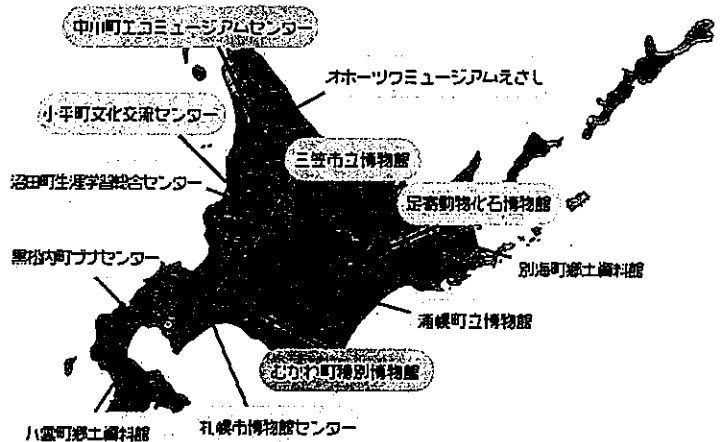 中川町エコミュージアムセンター
オホーツクミュージアムえさし
小平町文化交流センター
三笠市立博物館
沼田町生涯学習総合センター
足寄動物化石博物館
黒松内町ブナセンター
別海町郷土資料館
浦幌町立博物館
むかわ町穂別博物館
八雲町郷土資料館
札幌市博物館センター